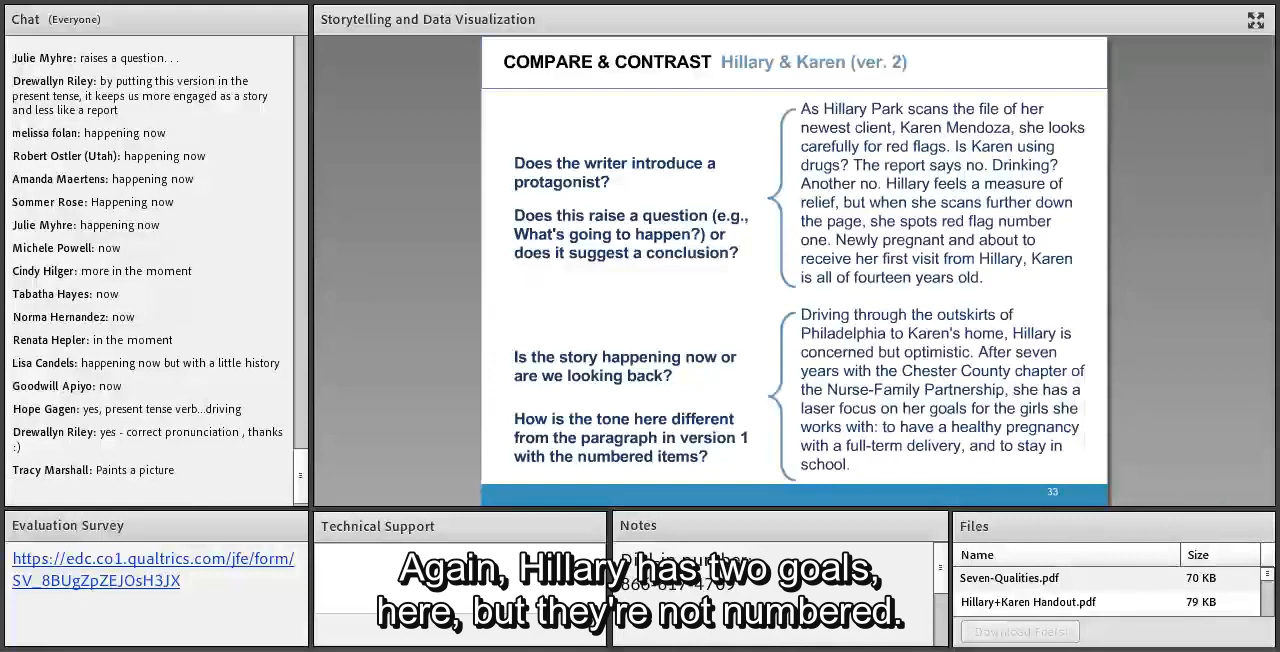 Chat (Everyone)
Julie Myhre: raises a question. . .
Drewallyn Riley: by putting this version in the
present tense, it keeps us more engaged as a story
and less like a report
melissa folan: happening now
Robert Ostler (Utah): happening now
Amanda Maertens: happening now
Sommer Rose: Happening now
Julie Myhre: happening now
Michele Powell: now
Cindy Hilger: more in the moment
Tabatha Hayes: now
Norma Hernandez: now
Renata Hepler: in the moment
Lisa Candels: happening now but with a little history
Goodwill Apiyo: now
Hope Gagen: yes, present tense verb...driving
Drewallyn Riley: yes - correct pronunciation , thanks
:)
Tracy Marshall: Paints a picture
Storytelling and Data Visualization
COMPARE & CONTRAST Hillary & Karen (ver. 2)
Does the writer introduce a
protagonist?
Does this raise a question (e.g.,
What's going to happen?) or
does it suggest a conclusion?
As Hillary Park scans the file of her
newest client, Karen Mendoza, she looks
carefully for red flags. Is Karen using
drugs? The report says no. Drinking?
Another no. Hillary feels a measure of
relief, but when she scans further down
the page, she spots red flag number
one. Newly pregnant and about to
receive her first visit from Hillary, Karen
is all of fourteen years old.
Is the story happening now or
are we looking back?
How is the tone here different
from the paragraph in version 1
with the numbered items?
Driving through the outskirts of
Philadelphia to Karen's home, Hillary is
concerned but optimistic. After seven
years with the Chester County chapter of
the Nurse-Family Partnership, she has a
laser focus on her goals for the girls she
works with: to have a healthy pregnancy
with a full-term delivery, and to stay in
school.
33
Evaluation Survey
https://edc.co1.qualtrics.com/jfe/form/
SV_8BUgZpZEJOsH3JX
Technical Support
Notes
Files
Name Size
Seven-Qualities.pdf 70 KB
Hillary+Karen Handout.pdf 79 KB
Download File(s)
Again, Hillary has two goals,
here, but they're not numbered.